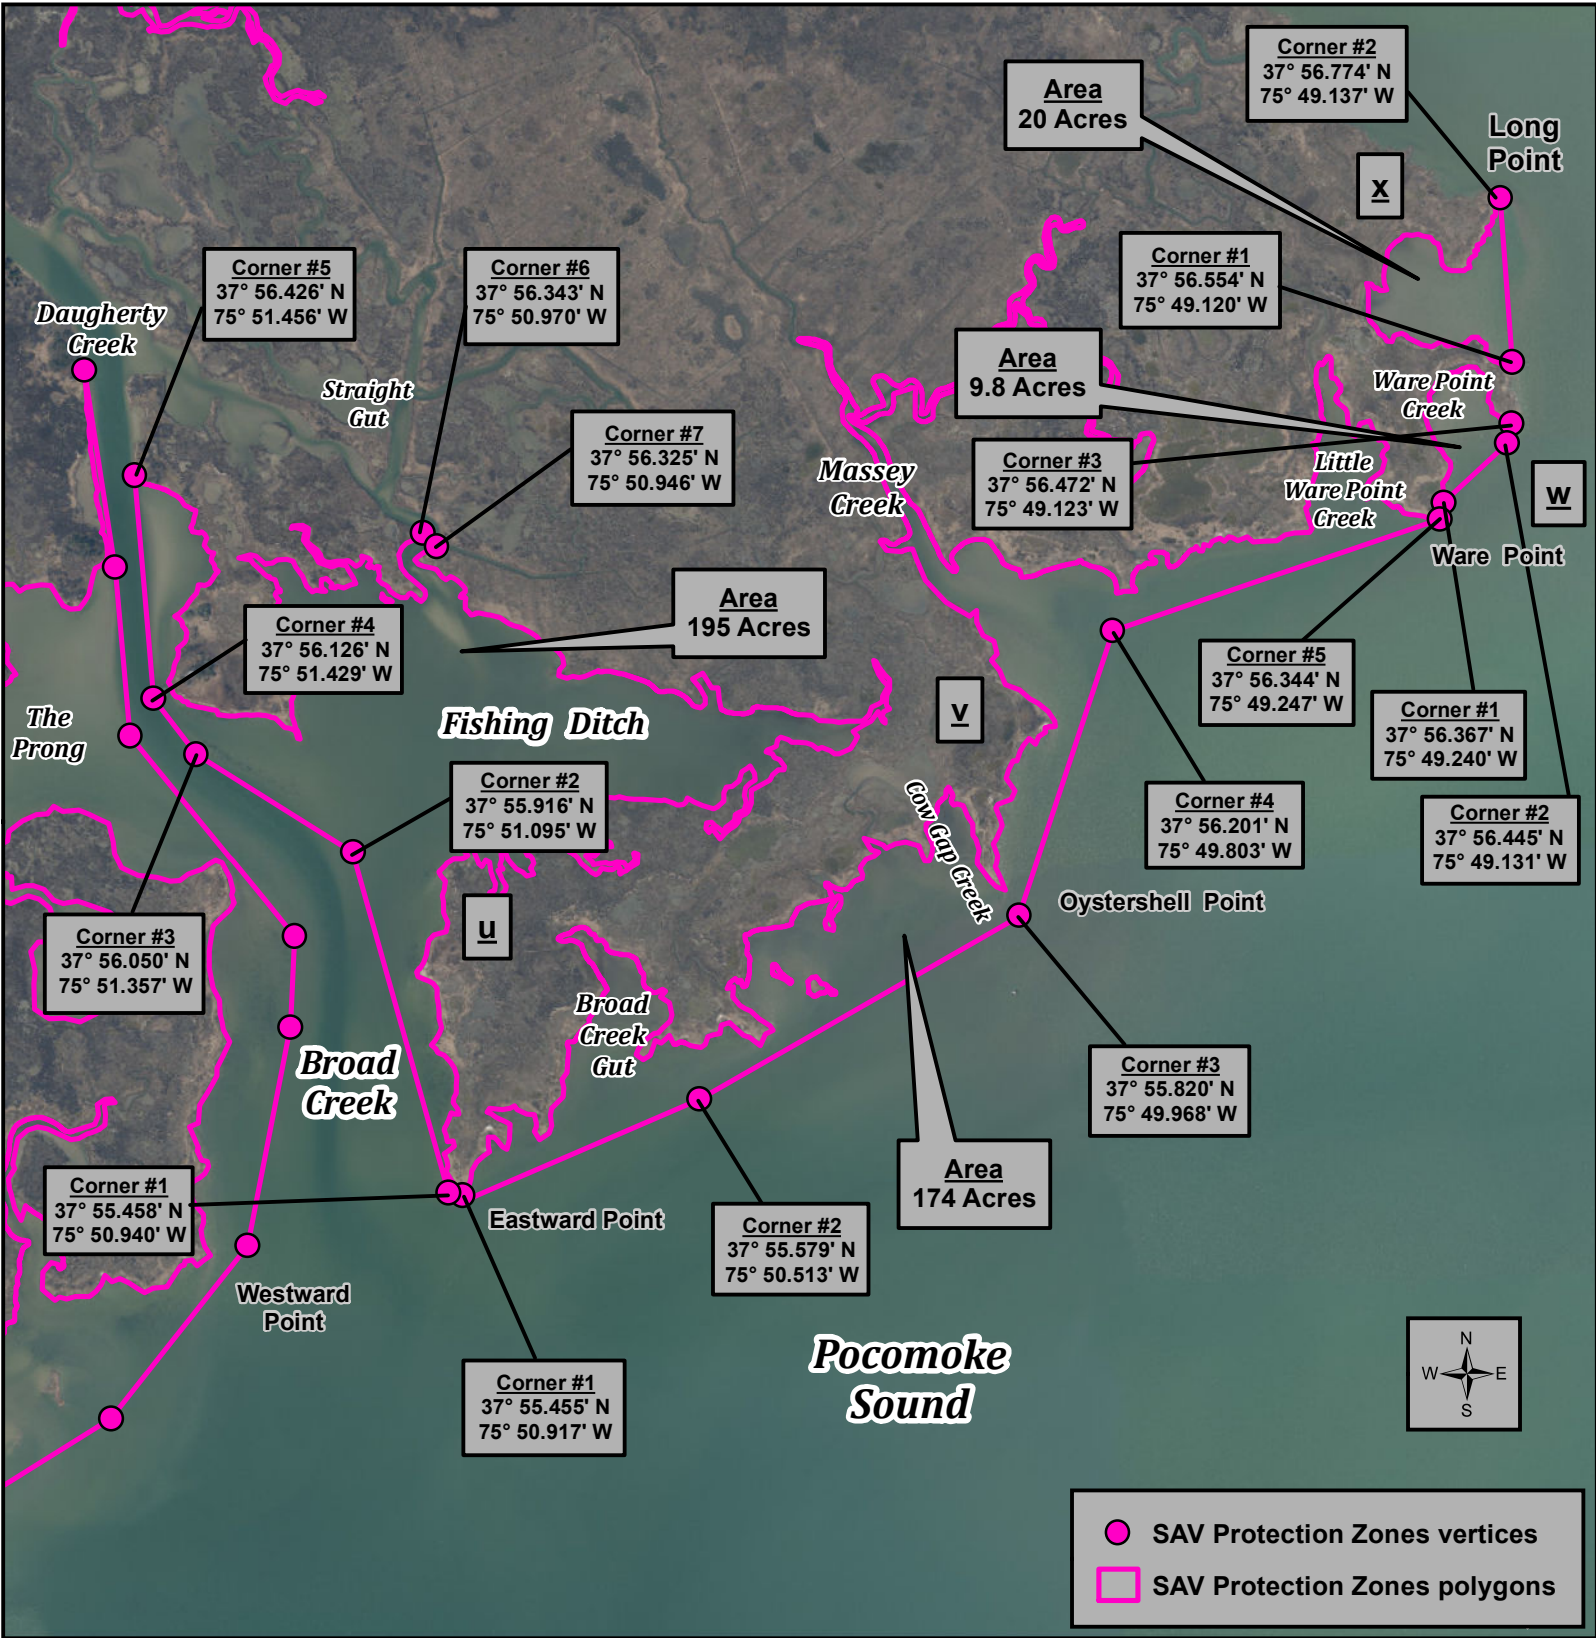 Corner #2
37° 56.774' N
75° 49.137' W
Area
20 Acres
Long
Point
x
Corner #1
37° 56.554' N
75° 49.120' W
Corner #5
37° 56.426' N
75° 51.456' W
Corner #6
37° 56.343' N
75° 50.970' W
Daugherty
Creek
Straight
Gut
Area
9.8 Acres
Ware Point
Creek
Corner #7
37° 56.325' N
75° 50.946' W
Massey
Creek
Corner #3
37° 56.472' N
75° 49.123' W
Little
Ware Point
Creek
w
Ware Point
Area
195 Acres
Corner #4
37° 56.126' N
75° 51.429' W
Corner #5
37° 56.344' N
75° 49.247' W
The
Prong
Fishing Ditch
v
Corner #1
37° 56.367' N
75° 49.240' W
Corner #2
37° 55.916' N
75° 51.095' W
Cow Gap Creek
Corner #4
37° 56.201' N
75° 49.803' W
Corner #2
37° 56.445' N
75° 49.131' W
Oystershell Point
u
Corner #3
37° 56.050' N
75° 51.357' W
Broad
Creek
Gut
Broad
Creek
Corner #3
37° 55.820' N
75° 49.968' W
Area
174 Acres
Corner #1
37° 55.458' N
75° 50.940' W
Eastward Point
Corner #2
37° 55.579' N
75° 50.513' W
Westward
Point
Corner #1
37° 55.455' N
75° 50.917' W
Pocomoke
Sound
N
W E
S
SAV Protection Zones vertices
SAV Protection Zones polygons